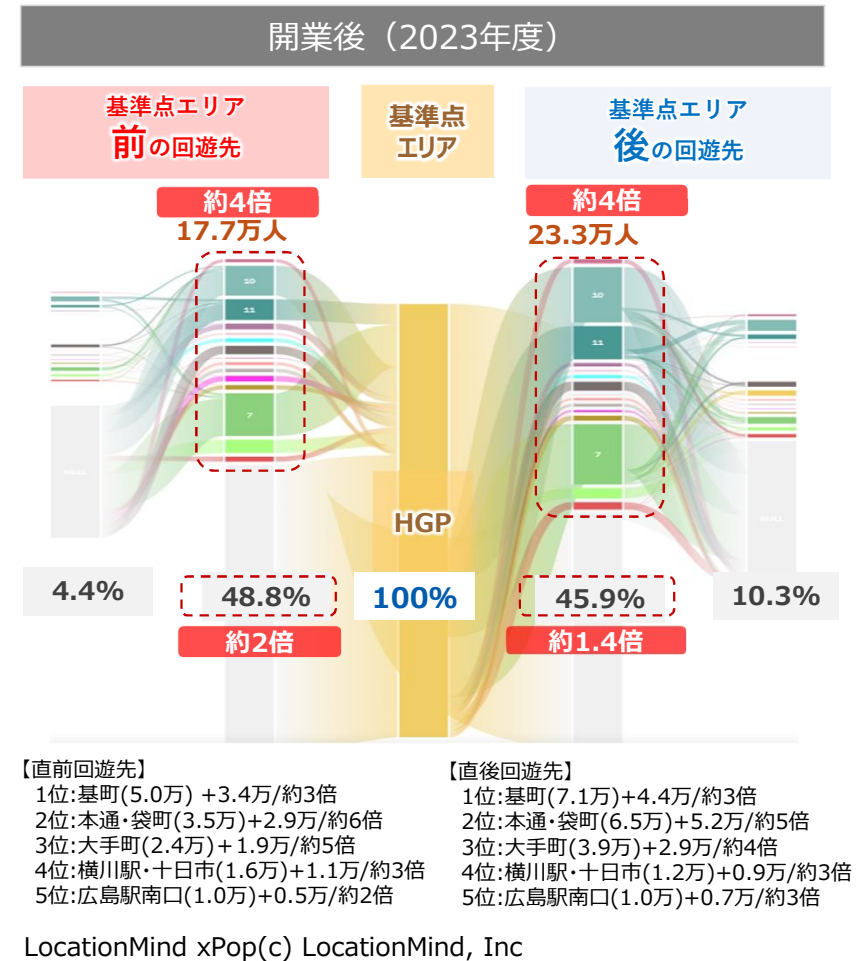 開業後（2023年度）
基準点エリア
前の回遊先
基準点
エリア
基準点エリア
後の回遊先
約4倍
17.7万人
約4倍
23.3万人
10
11
7
NULL
10
11
7
NULL
HGP
4.4%
48.8%
100%
45.9%
10.3%
約2倍
約1.4倍
【直前回遊先】
1位:基町(5.0万) +3.4万/約3倍
2位:本通・袋町(3.5万)+2.9万/約6倍
3位:大手町(2.4万)＋1.9万/約5倍
4位:横川駅・十日市(1.6万)+1.1万/約3倍
5位:広島駅南口(1.0万)+0.5万/約2倍
【直後回遊先】
1位:基町(7.1万)+4.4万/約3倍
2位:本通・袋町(6.5万)+5.2万/約5倍
3位:大手町(3.9万)+2.9万/約4倍
4位:横川駅・十日市(1.2万)+0.9万/約3倍
5位:広島駅南口(1.0万)+0.7万/約3倍
LocationMind xPop(c) LocationMind, Inc